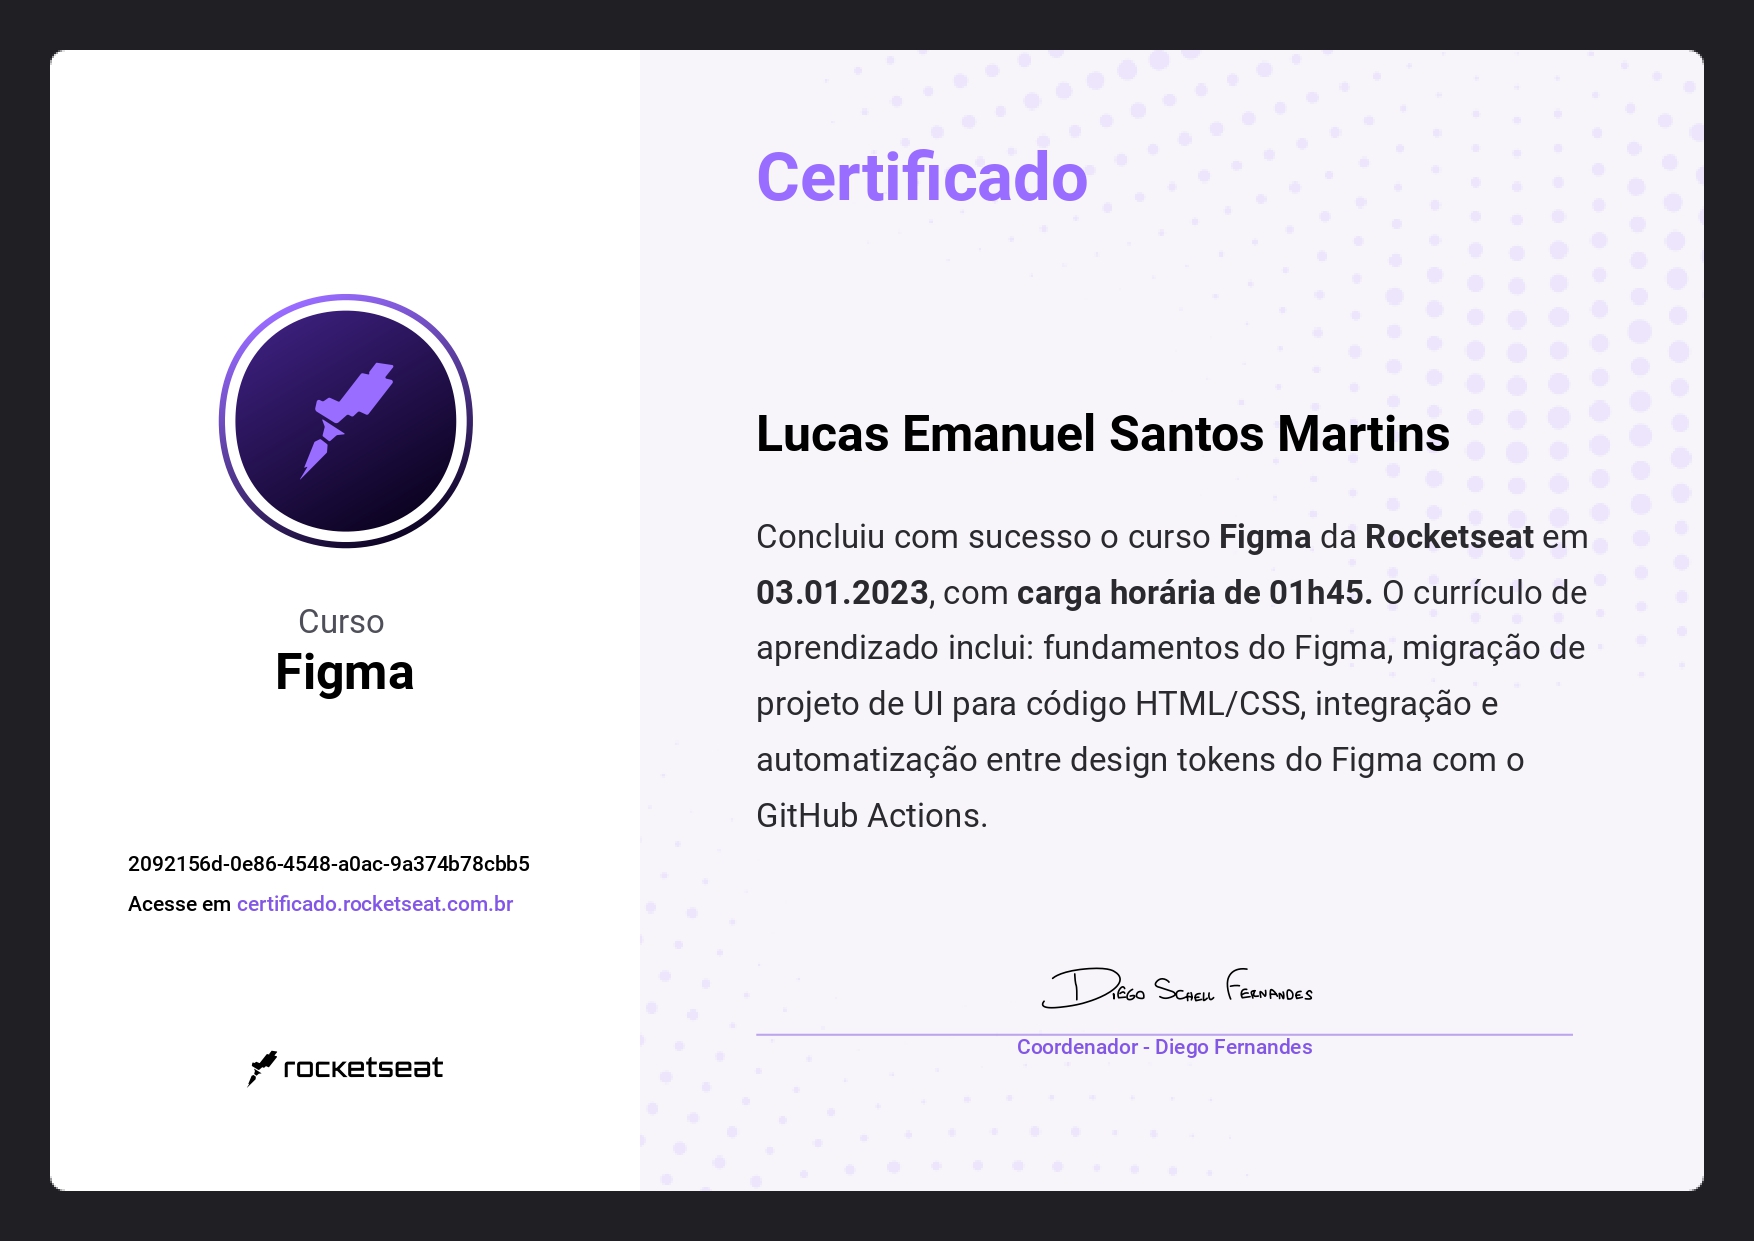 Curso
Figma
2092156d-0e86-4548-a0ac-9a374b78cbb5
Acesse em certificado.rocketseat.com.br
rocketseat
Certificado
Lucas Emanuel Santos Martins
Concluiu com sucesso o curso Figma da Rocketseat em
03.01.2023, com carga horária de 01h45. O currículo de
aprendizado inclui: fundamentos do Figma, migração de
projeto de UI para código HTML/CSS, integração e
automatização entre design tokens do Figma com o
GitHub Actions.
Diego Schell Fernandes
Coordenador - Diego Fernandes